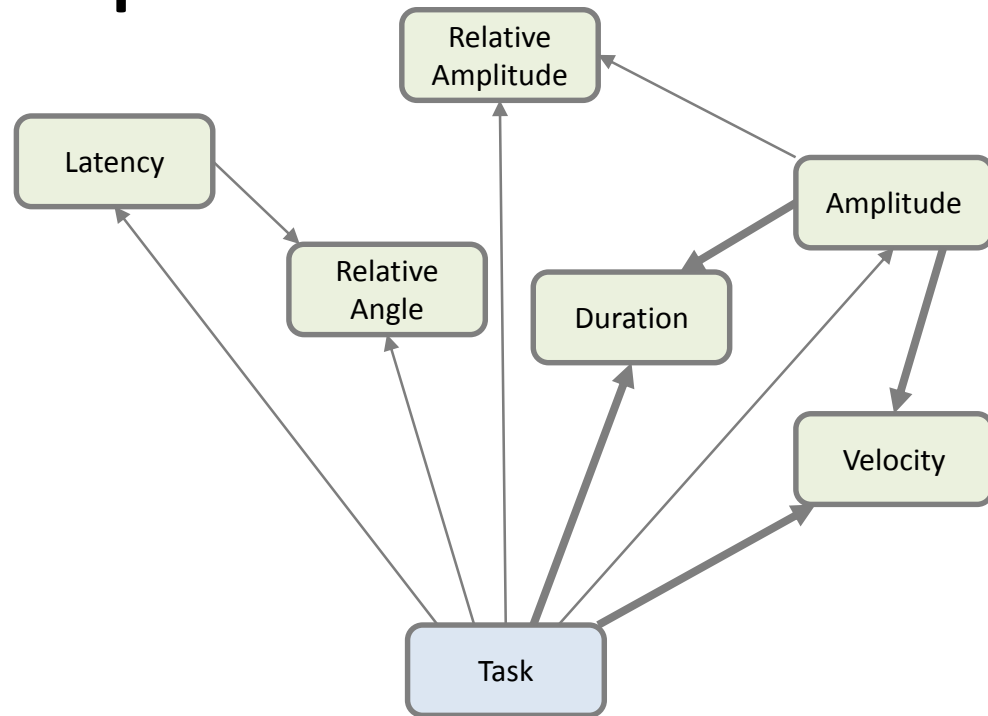 Relative
Amplitude
Latency
Amplitude
Relative
Angle
Duration
Velocity
Task